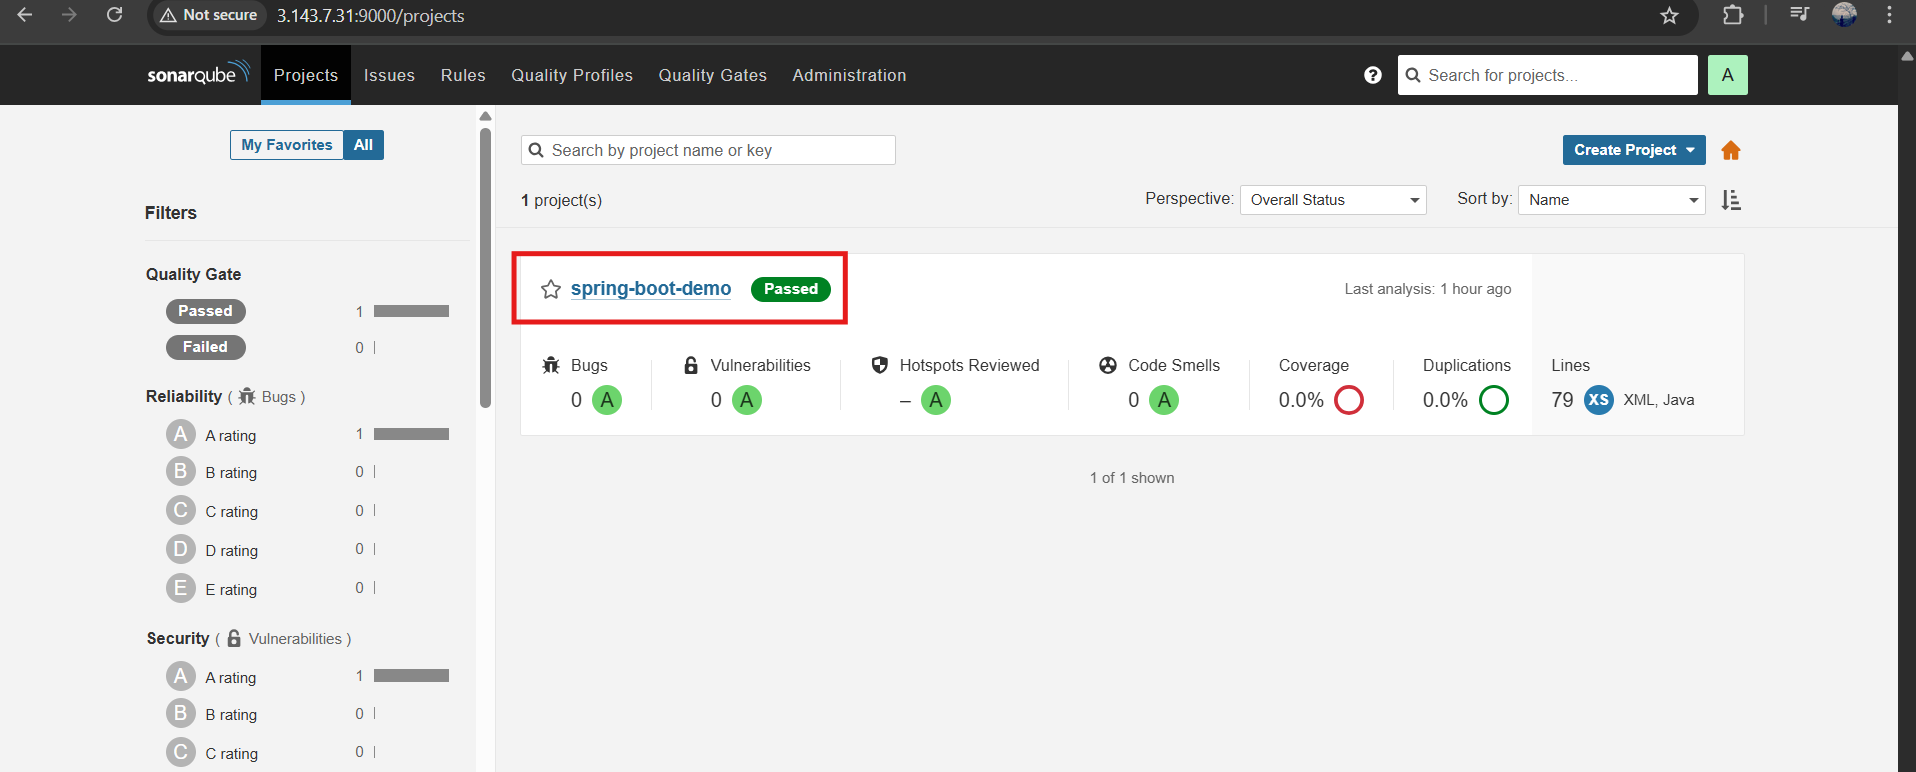 Not secure 3.143.7.31:9000/projects
sonarqube Projects Issues Rules Quality Profiles Quality Gates Administration ? Search for projects... A
My Favorites All
Search by project name or key
Create Project
1 project(s)
Perspective: Overall Status Sort by: Name
Filters
Quality Gate
Passed 1
Failed 0
Reliability ( Bugs )
A A rating 1
B B rating 0
C C rating 0
D D rating 0
E E rating 0
Security ( Vulnerabilities )
A A rating 1
B B rating 0
C C rating 0
spring-boot-demo Passed Last analysis: 1 hour ago
Bugs Vulnerabilities Hotspots Reviewed Code Smells Coverage Duplications Lines
0 A 0 A – A 0 A 0.0% 0.0% 79 XS XML, Java
1 of 1 shown